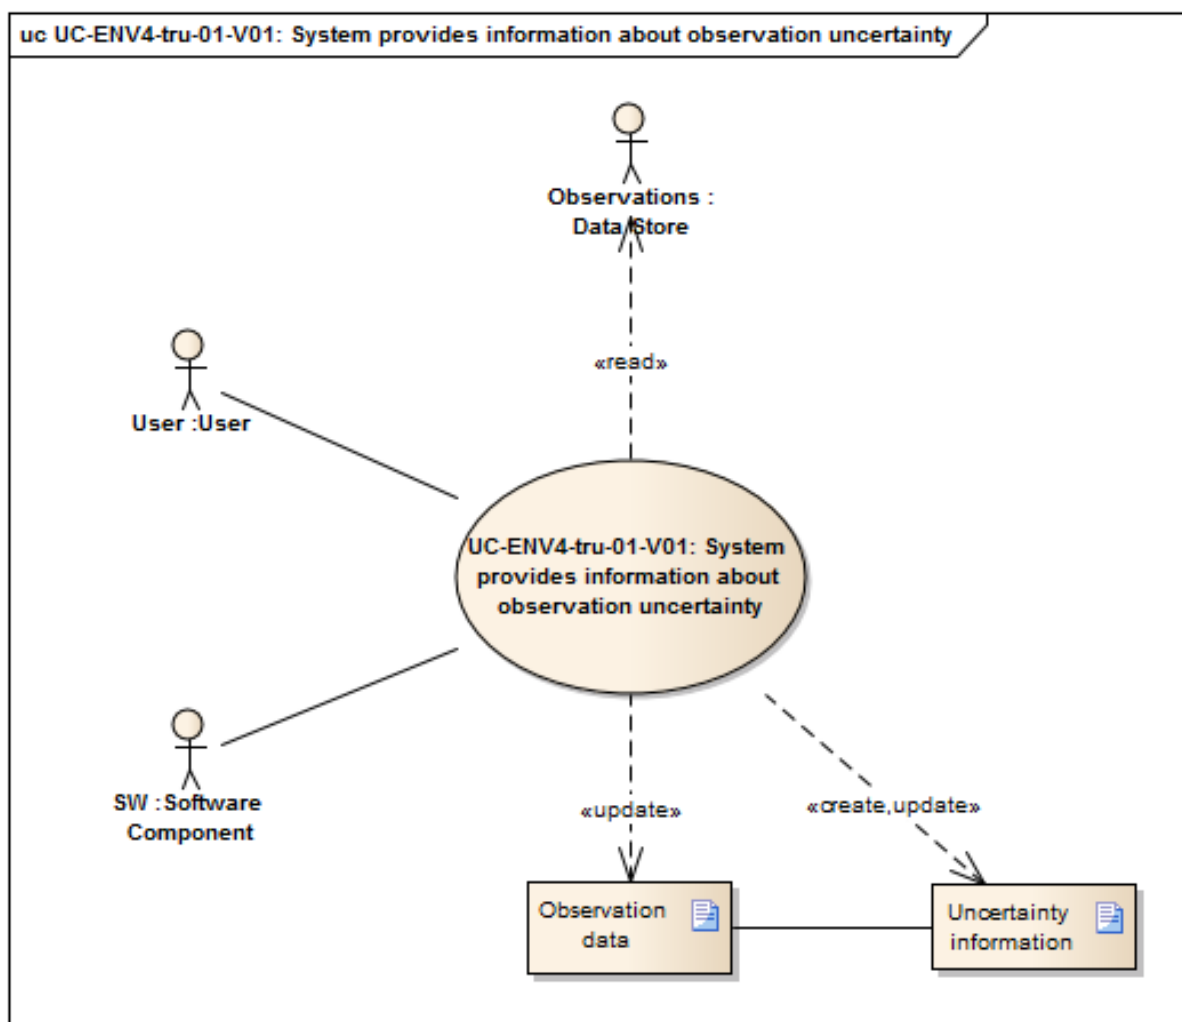 uc UC-ENV4-tru-01-V01: System provides information about observation uncertainty
Observations :
Data Store
«read»
User :User
UC-ENV4-tru-01-V01: System
provides information about
observation uncertainty
SW :Software
Component
«update»
«create,update»
Observation
data
Uncertainty
information